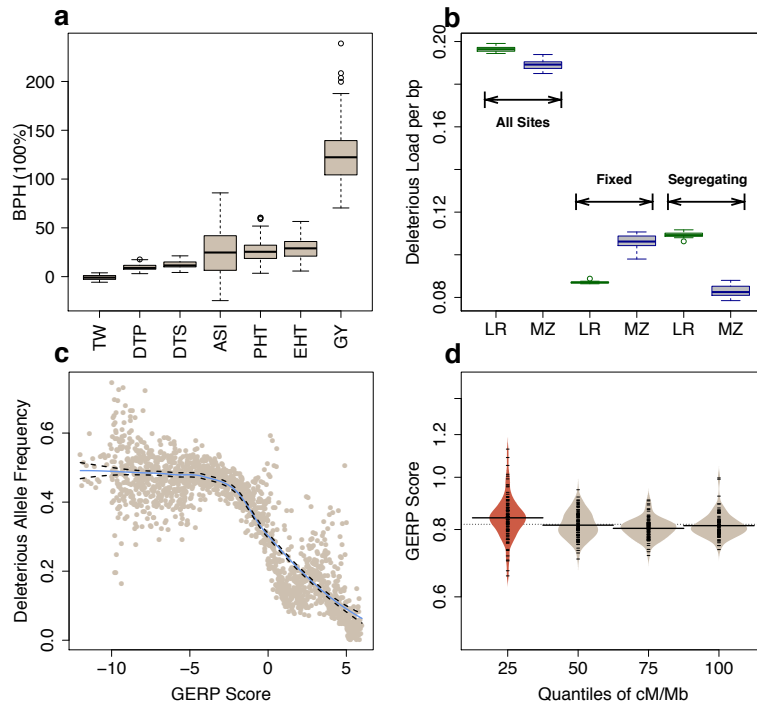 a
BPH (100%)
200
150
100
50
0
TW DTP DTS ASI PHT EHT GY
b
Deleterious Load per bp
0.20
0.16
0.12
0.08
All Sites
Fixed
Segregating
LR MZ LR MZ LR MZ
c
Deleterious Allele Frequency
0.6
0.4
0.2
0.0
−10 −5 0 5
GERP Score
d
GERP Score
1.2
1.0
0.8
0.6
25 50 75 100
Quantiles of cM/Mb